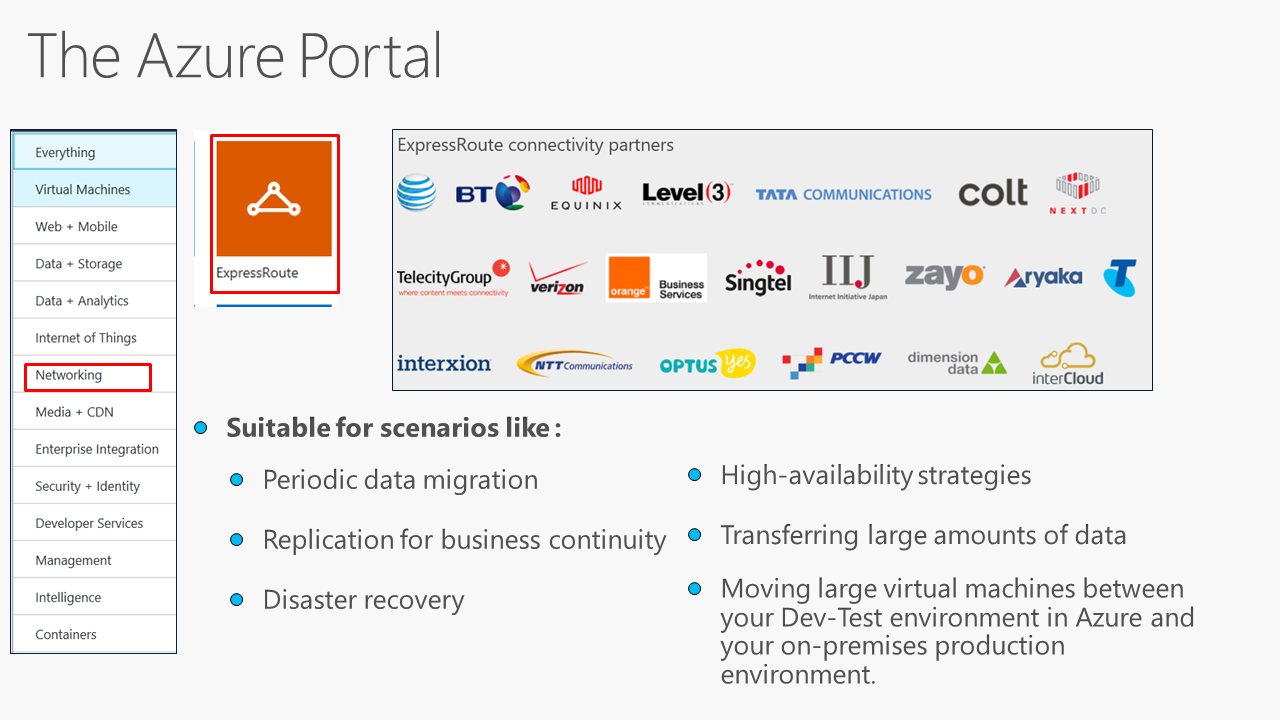 The Azure Portal
Everything
Virtual Machines
Web + Mobile
Data + Storage
Data + Analytics
Internet of Things
Networking
Media + CDN
Enterprise Integration
Security + Identity
Developer Services
Management
Intelligence
Containers
ExpressRoute
ExpressRoute connectivity partners
BT
EQUINIX
Level(3)
COMMUNICATIONS
TATA COMMUNICATIONS
colt
NEXTDC
TelecityGroup
where content meets connectivity
verizon
orange
Business
Services
Singtel
IIJ
Internet Initiative Japan
zayo
aryaka
T
interxion
NTT Communications
OPTUS yes
PCCW
dimension
data
interCloud
Suitable for scenarios like :
Periodic data migration
Replication for business continuity
Disaster recovery
High-availability strategies
Transferring large amounts of data
Moving large virtual machines between
your Dev-Test environment in Azure and
your on-premises production
environment.